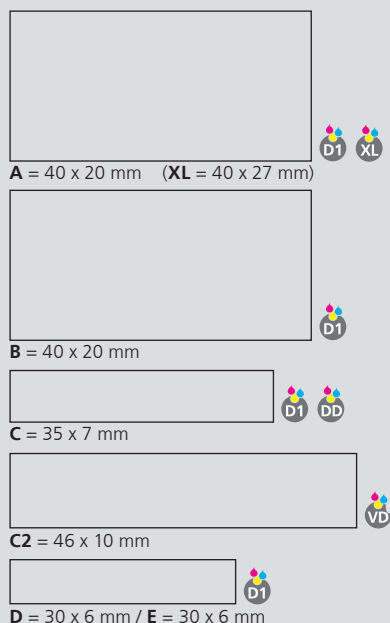 D1 XL
A = 40 x 20 mm (XL = 40 x 27 mm)
D1
B = 40 x 20 mm
D1 DD
C = 35 x 7 mm
VD
C2 = 46 x 10 mm
D1
D = 30 x 6 mm / E = 30 x 6 mm